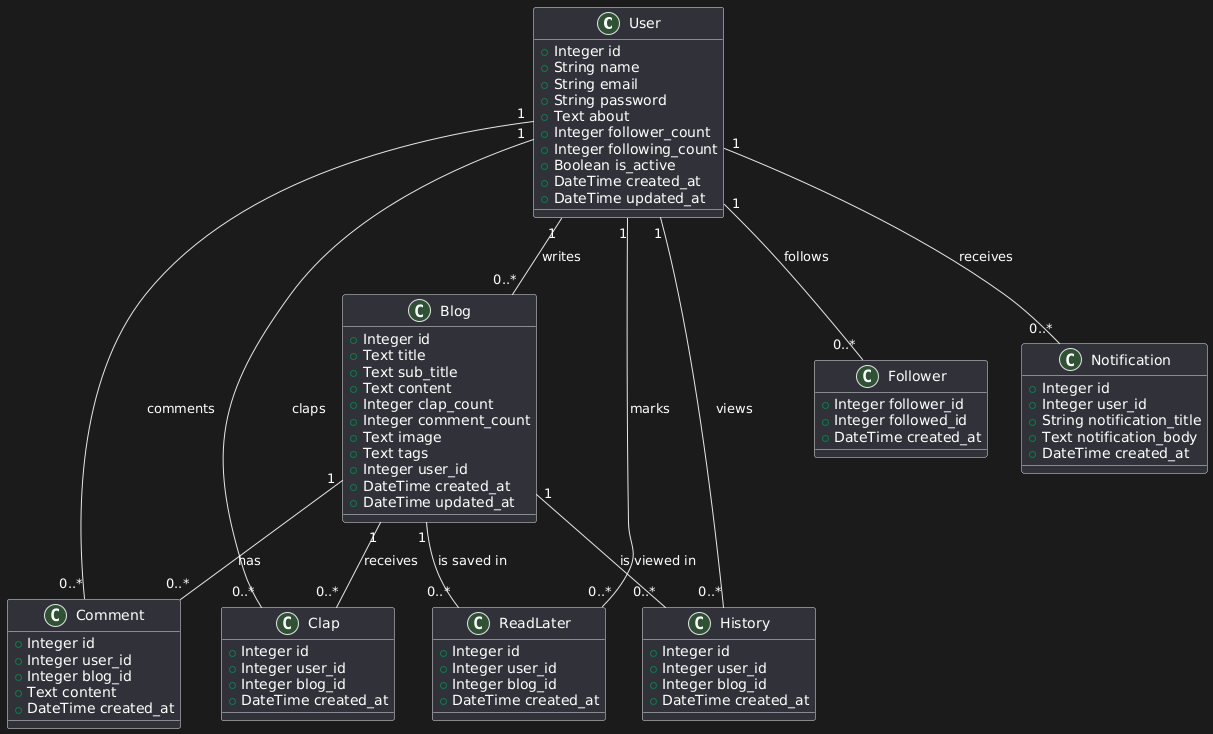 C User
Integer id
String name
String email
String password
Text about
Integer follower_count
Integer following_count
Boolean is_active
DateTime created_at
DateTime updated_at
1
1
1
1
1
1
1
writes
follows
receives
0..*
0..*
0..*
C Blog
Integer id
Text title
Text sub_title
Text content
Integer clap_count
Integer comment_count
Text image
Text tags
Integer user_id
DateTime created_at
DateTime updated_at
C Follower
Integer follower_id
Integer followed_id
DateTime created_at
C Notification
Integer id
Integer user_id
String notification_title
Text notification_body
DateTime created_at
comments
claps
marks
views
1
1
1
1
has
receives
is saved in
is viewed in
0..*
0..*
0..*
0..*
0..*
0..*
0..*
0..*
C Comment
Integer id
Integer user_id
Integer blog_id
Text content
DateTime created_at
C Clap
Integer id
Integer user_id
Integer blog_id
DateTime created_at
C ReadLater
Integer id
Integer user_id
Integer blog_id
DateTime created_at
C History
Integer id
Integer user_id
Integer blog_id
DateTime created_at